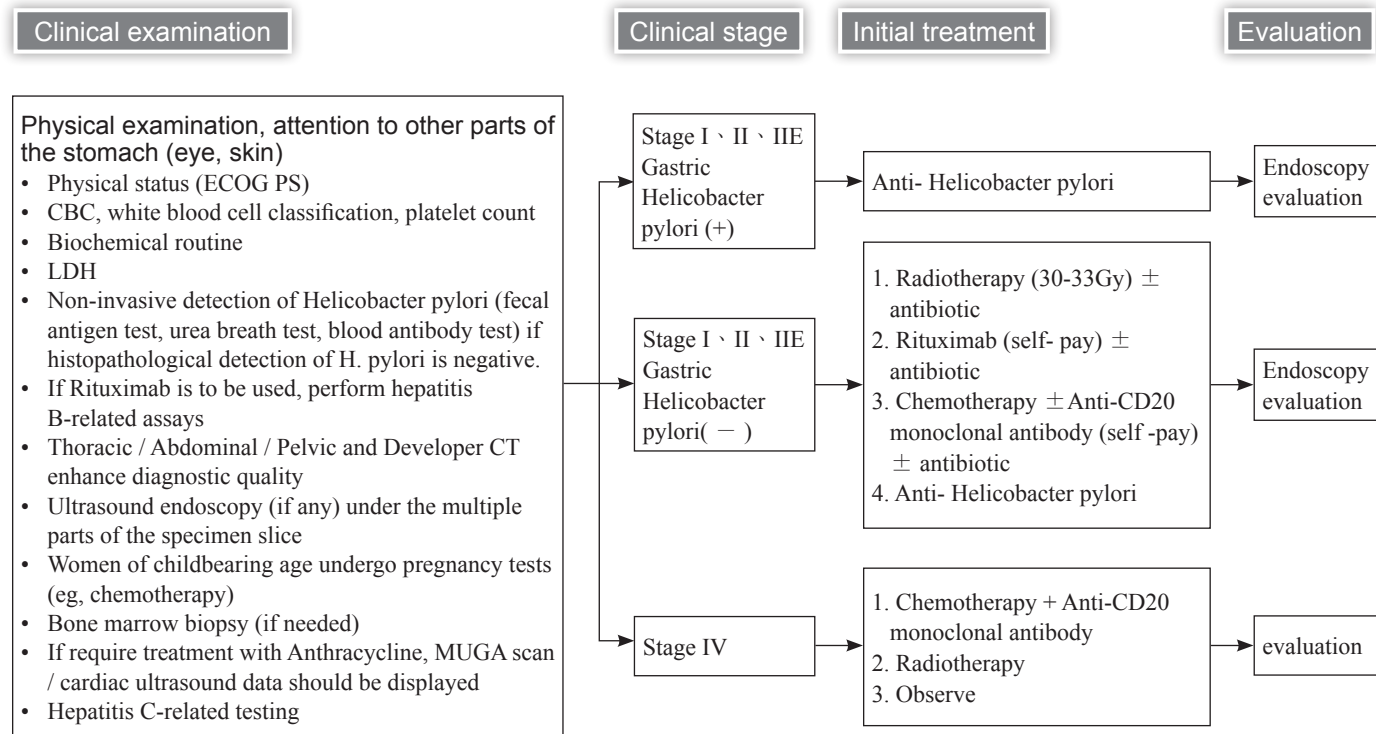 Clinical examination
Clinical stage
Initial treatment
Evaluation
Physical examination, attention to other parts of
the stomach (eye, skin)
• Physical status (ECOG PS)
• CBC, white blood cell classification, platelet count
• Biochemical routine
• LDH
• Non-invasive detection of Helicobacter pylori (fecal
antigen test, urea breath test, blood antibody test) if
histopathological detection of H. pylori is negative.
• If Rituximab is to be used, perform hepatitis
B-related assays
• Thoracic / Abdominal / Pelvic and Developer CT
enhance diagnostic quality
• Ultrasound endoscopy (if any) under the multiple
parts of the specimen slice
• Women of childbearing age undergo pregnancy tests
(eg, chemotherapy)
• Bone marrow biopsy (if needed)
• If require treatment with Anthracycline, MUGA scan
/ cardiac ultrasound data should be displayed
• Hepatitis C-related testing
Stage I、II、IIE
Gastric
Helicobacter
pylori (+)
Anti- Helicobacter pylori
Endoscopy
evaluation
Stage I、II、IIE
Gastric
Helicobacter
pylori( － )
1. Radiotherapy (30-33Gy) ±
antibiotic
2. Rituximab (self- pay) ±
antibiotic
3. Chemotherapy ±Anti-CD20
monoclonal antibody (self -pay)
± antibiotic
4. Anti- Helicobacter pylori
Endoscopy
evaluation
Stage IV
1. Chemotherapy + Anti-CD20
monoclonal antibody
2. Radiotherapy
3. Observe
evaluation